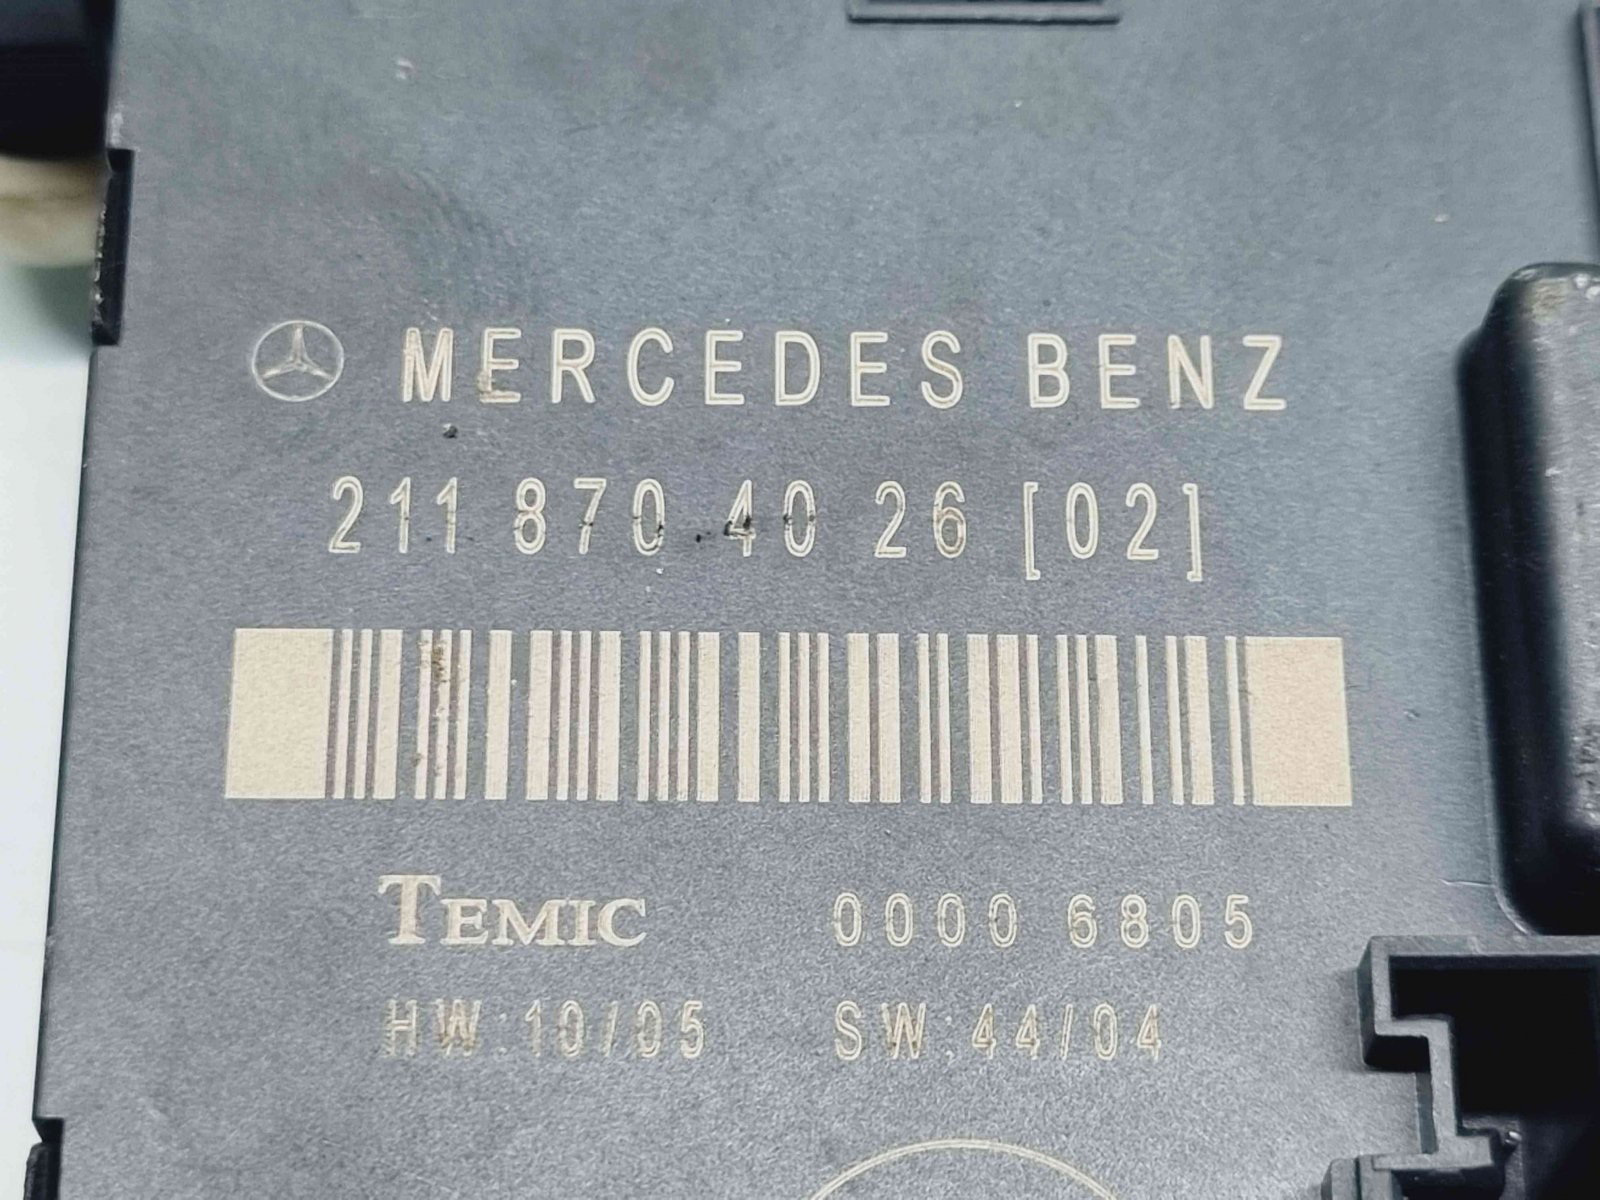 MERCEDES BENZ
211 870 40 26 [02]
TEMIC 0000 6805
HW:10/05 SW:44/04